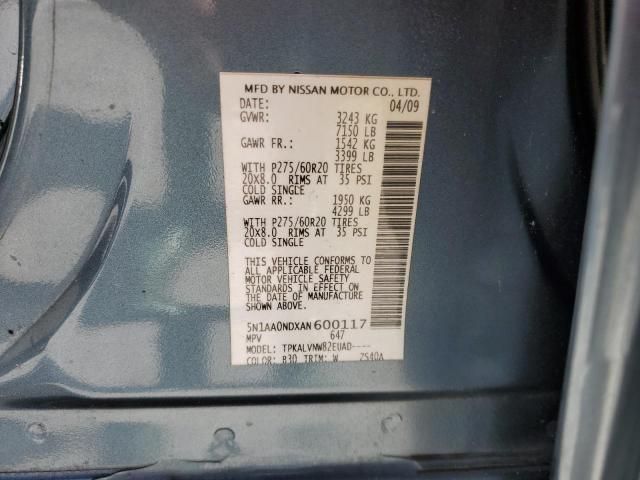 MFD BY NISSAN MOTOR CO., LTD.
DATE: 04/09
GVWR: 3243 KG
7150 LB
GAWR FR.: 1542 KG
3399 LB
WITH P275/60R20 TIRES
20X8.0 RIMS AT 35 PSI
COLD SINGLE
GAWR RR.: 1950 KG
4299 LB
WITH P275/60R20 TIRES
20X8.0 RIMS AT 35 PSI
COLD SINGLE
THIS VEHICLE CONFORMS TO
ALL APPLICABLE FEDERAL
MOTOR VEHICLE SAFETY
STANDARDS IN EFFECT ON
THE DATE OF MANUFACTURE
SHOWN ABOVE.
5N1AA0NDXAN600117
MPV 647
MODEL: TPKALVNW82EUAD----
COLOR: B30 TRIM: W ZS40A